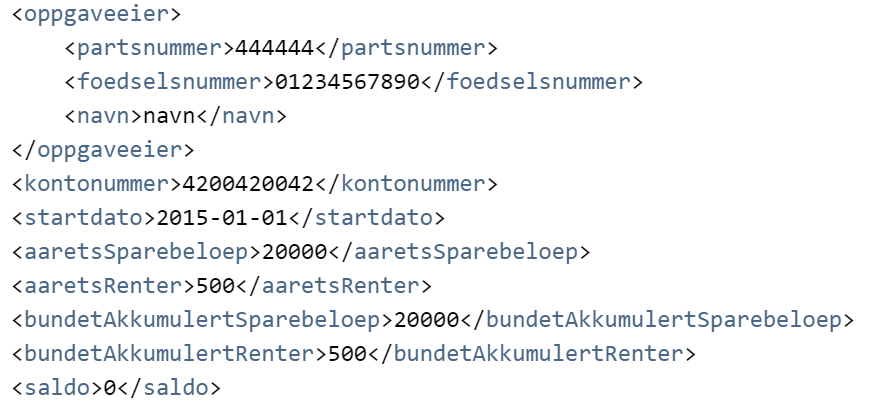 <oppgaveeier>
    <partsnummer>444444</partsnummer>
    <foedselsnummer>01234567890</foedselsnummer>
    <navn>navn</navn>
</oppgaveeier>
<kontonummer>4200420042</kontonummer>
<startdato>2015-01-01</startdato>
<aaretsSparebeloep>20000</aaretsSparebeloep>
<aaretsRenter>500</aaretsRenter>
<bundetAkkumulertSparebeloep>20000</bundetAkkumulertSparebeloep>
<bundetAkkumulertRenter>500</bundetAkkumulertRenter>
<saldo>0</saldo>